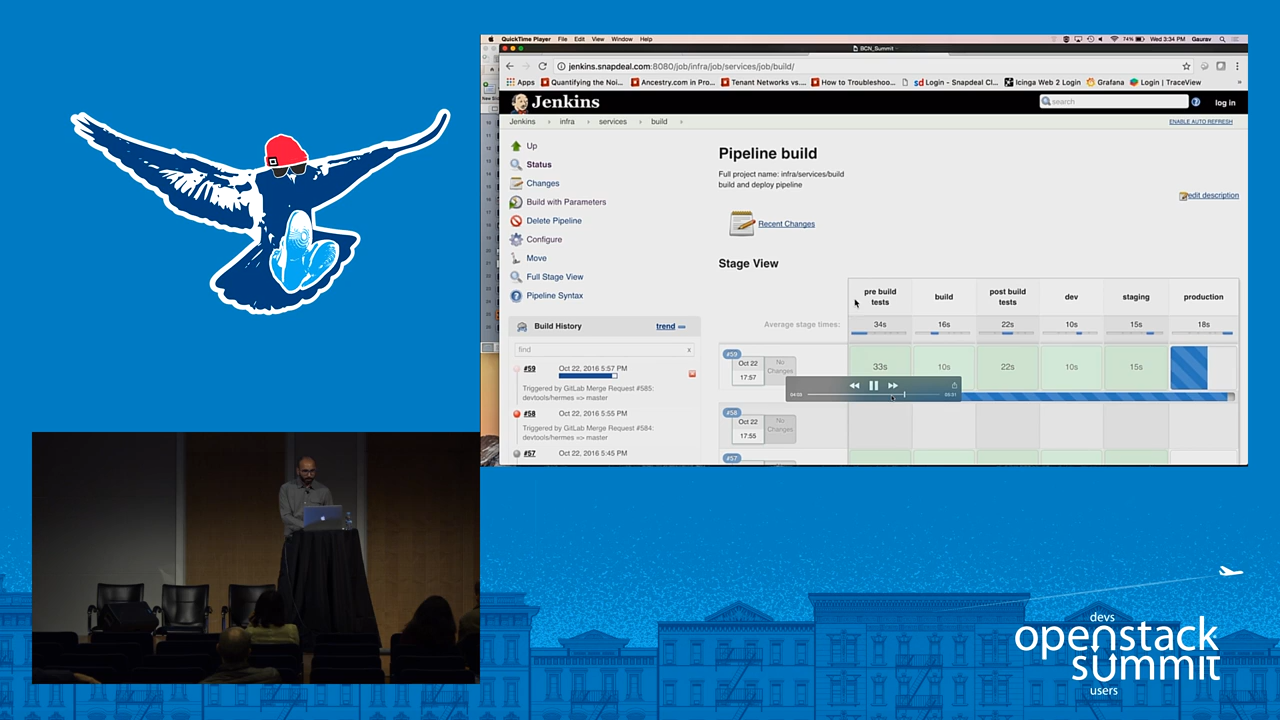 QuickTime Player File Edit View Window Help
74% Wed 3:34 PM Gaurav
BCN_Summit
jenkins.snapdeal.com:8080/job/infra/job/services/job/build/
Apps Quantifying the Noi... Ancestry.com in Pro... Tenant Networks vs.... How to Troubleshoo... sd Login - Snapdeal Cl... Icinga Web 2 Login Grafana Login | TraceView »
Jenkins
search
log in
Jenkins infra services build
ENABLE AUTO REFRESH
Up
Status
Changes
Build with Parameters
Delete Pipeline
Configure
Move
Full Stage View
Pipeline Syntax
Pipeline build
Full project name: infra/services/build
build and deploy pipeline
edit description
Recent Changes
Stage View
pre build tests
build
post build tests
dev
staging
production
Average stage times:
34s 16s 22s 10s 15s 18s
#59
Oct 22
17:57
No Changes
33s 10s 22s 10s 15s
#58
Oct 22
17:55
No Changes
#57
Build History trend
find x
#59 Oct 22, 2016 5:57 PM
Triggered by GitLab Merge Request #585:
devtools/hermes => master
#58 Oct 22, 2016 5:55 PM
Triggered by GitLab Merge Request #584:
devtools/hermes => master
#57 Oct 22, 2016 5:45 PM
devs
openstack
summit
users